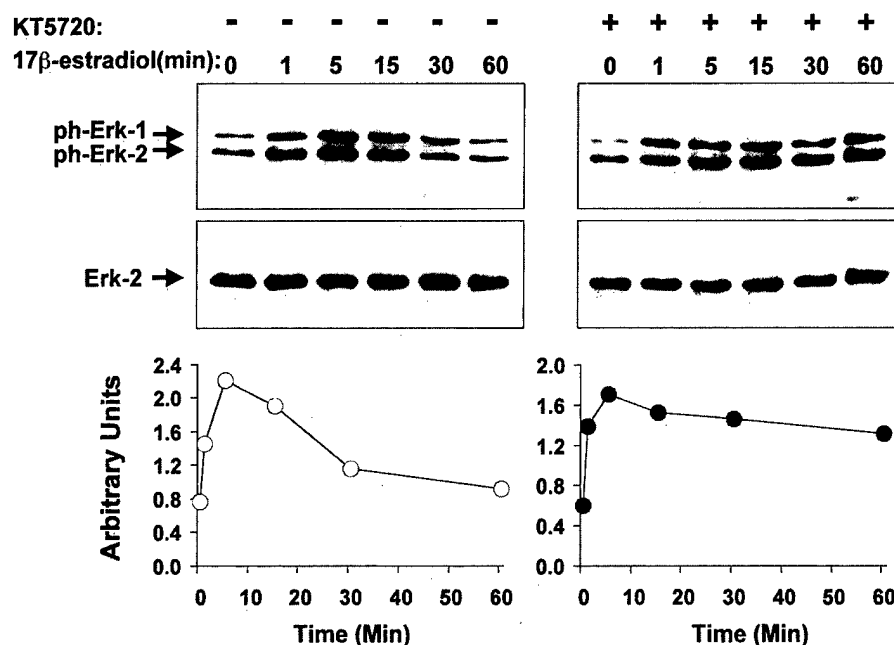 KT5720: - - - - - - + + + + + +
17β-estradiol(min): 0 1 5 15 30 60 0 1 5 15 30 60
ph-Erk-1
ph-Erk-2
Erk-2
Arbitrary Units
2.4
2.0
1.6
1.2
0.8
0.4
0.0
0 10 20 30 40 50 60
Time (Min)
2.0
1.6
1.2
0.8
0.4
0.0
0 10 20 30 40 50 60
Time (Min)